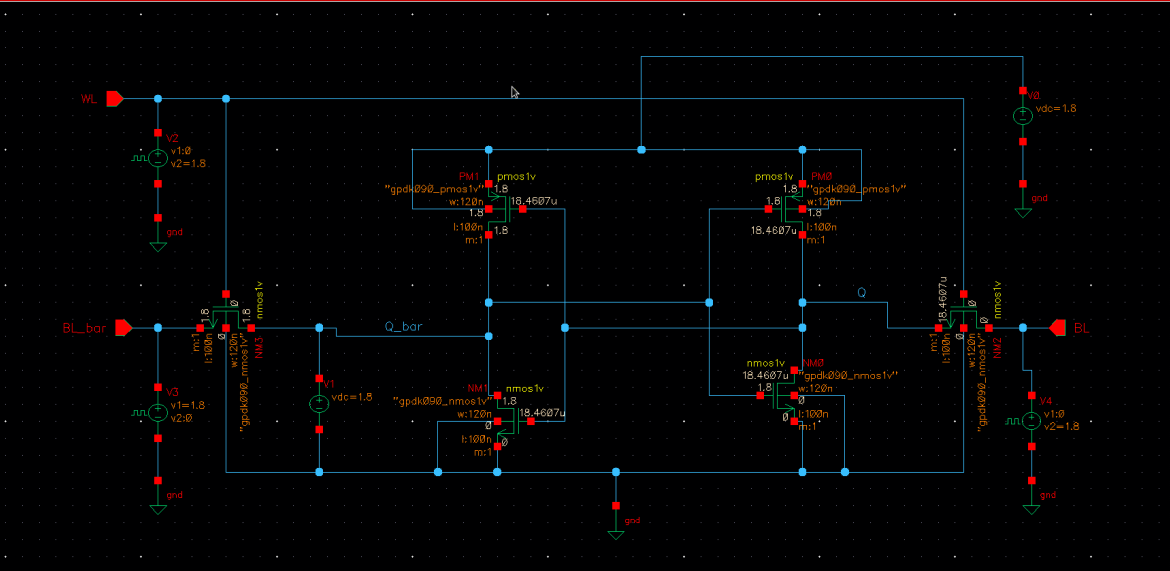 WL
V2
v1:0
v2=1.8
gnd
V0
vdc=1.8
gnd
PM1
pmos1v
1.8
"gpdk090_pmos1v"
w:120n
18.4607u
1.8
l:100n
1.8
m:1
pmos1v
PM0
1.8
"gpdk090_pmos1v"
w:120n
1.8
1.8
18.4607u
l:100n
m:1
BL_bar
1.8
0
1.8
0
nmos1v
m:1
l:100n
w:120n
"gpdk090_nmos1v"
NM3
Q_bar
Q
V1
vdc=1.8
V3
v1=1.8
v2:0
gnd
NM1
nmos1v
1.8
"gpdk090_nmos1v"
w:120n
18.4607u
0
l:100n
0
m:1
nmos1v
NM0
18.4607u
"gpdk090_nmos1v"
1.8
w:120n
0
0
l:100n
m:1
gnd
18.4607u
0
0
nmos1v
m:1
l:100n
w:120n
"gpdk090_nmos1v"
NM2
BL
V4
v1:0
v2=1.8
gnd